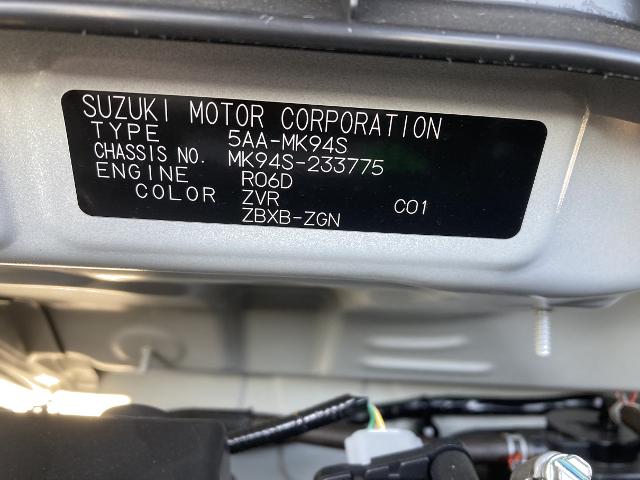 SUZUKI MOTOR CORPORATION
TYPE 5AA-MK94S
CHASSIS NO. MK94S-233775
ENGINE R06D
COLOR ZVR C01
ZBXB-ZGN